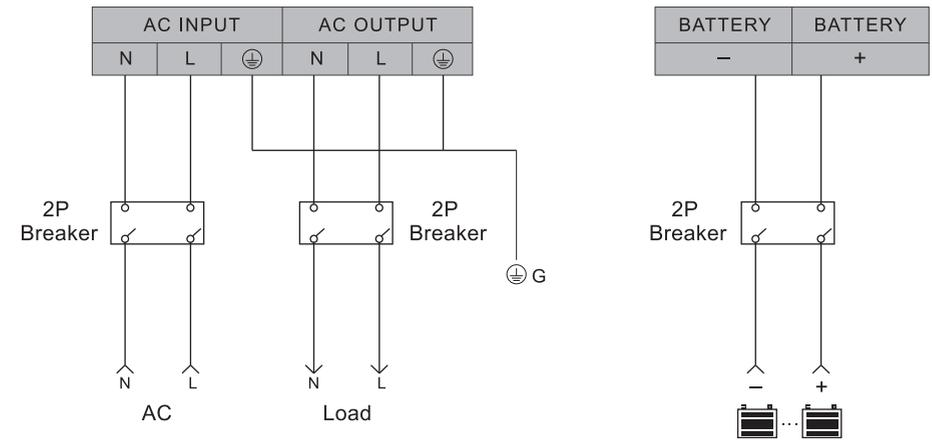 AC INPUT AC OUTPUT BATTERY BATTERY
N L N L − +
2P Breaker
2P Breaker
2P Breaker
G
N L N L − +
AC Load
...